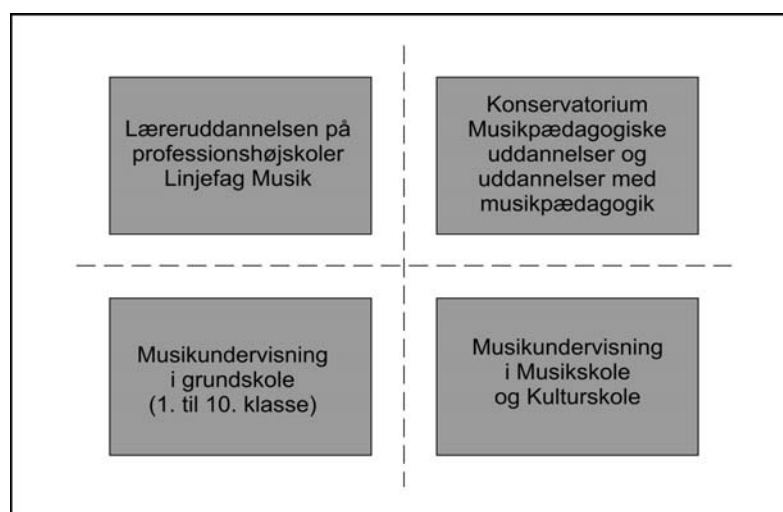 Læreruddannelsen på
professionshøjskoler
Linjefag Musik
Konservatorium
Musikpædagogiske
uddannelser og
uddannelser med
musikpædagogik
Musikundervisning
i grundskole
(1. til 10. klasse)
Musikundervisning
i Musikskole
og Kulturskole